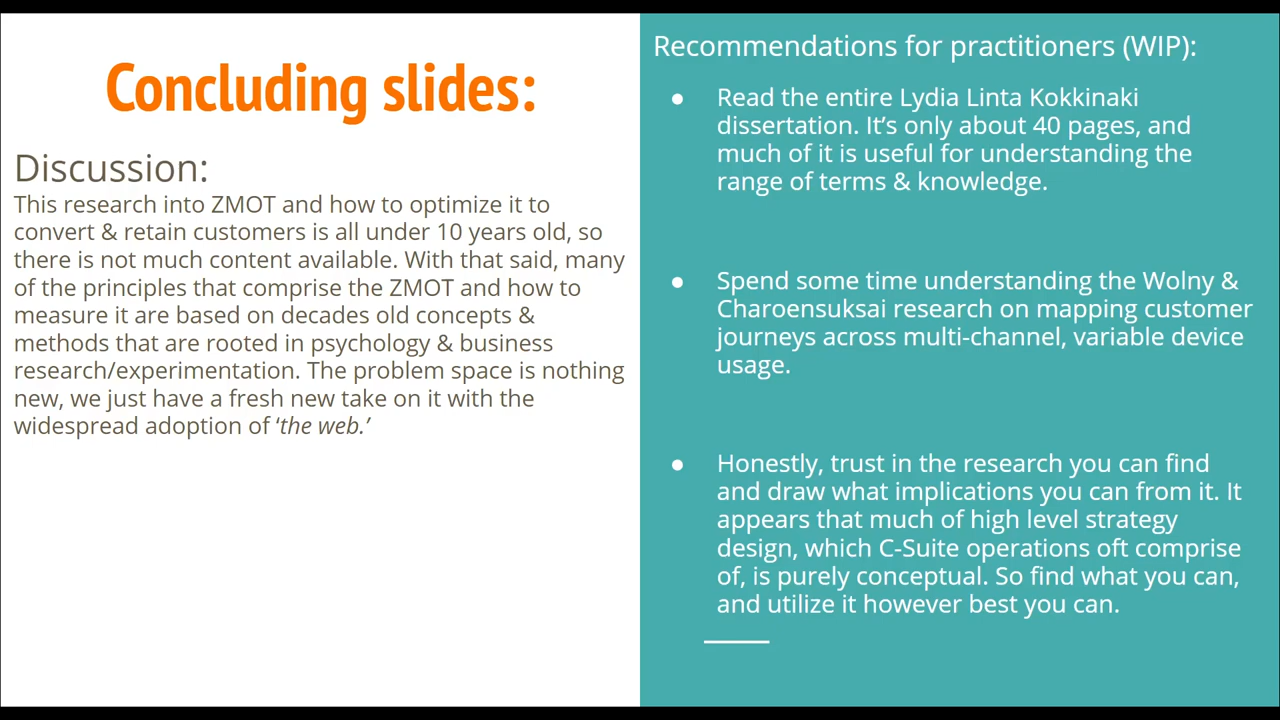 Concluding slides:
Discussion:
This research into ZMOT and how to optimize it to
convert & retain customers is all under 10 years old, so
there is not much content available. With that said, many
of the principles that comprise the ZMOT and how to
measure it are based on decades old concepts &
methods that are rooted in psychology & business
research/experimentation. The problem space is nothing
new, we just have a fresh new take on it with the
widespread adoption of ‘the web.’
Recommendations for practitioners (WIP):
● Read the entire Lydia Linta Kokkinaki
dissertation. It’s only about 40 pages, and
much of it is useful for understanding the
range of terms & knowledge.
● Spend some time understanding the Wolny &
Charoensuksai research on mapping customer
journeys across multi-channel, variable device
usage.
● Honestly, trust in the research you can find
and draw what implications you can from it. It
appears that much of high level strategy
design, which C-Suite operations oft comprise
of, is purely conceptual. So find what you can,
and utilize it however best you can.